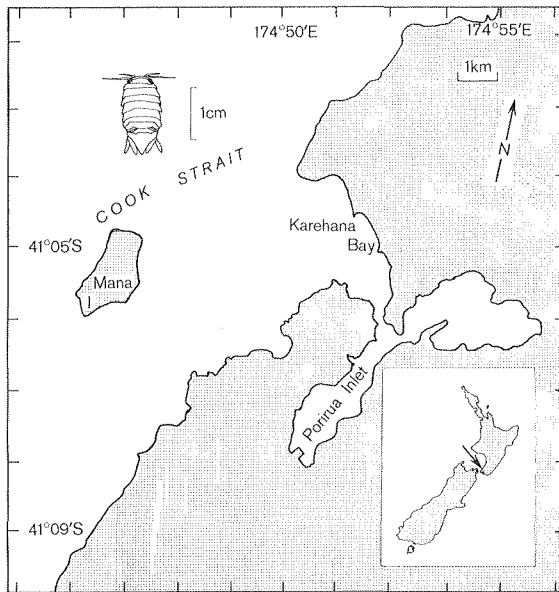 174°50'E
174°55'E
1km
1cm
N
COOK STRAIT
Karehana
Bay
41°05'S
Mana
I
Porirua Inlet
41°09'S